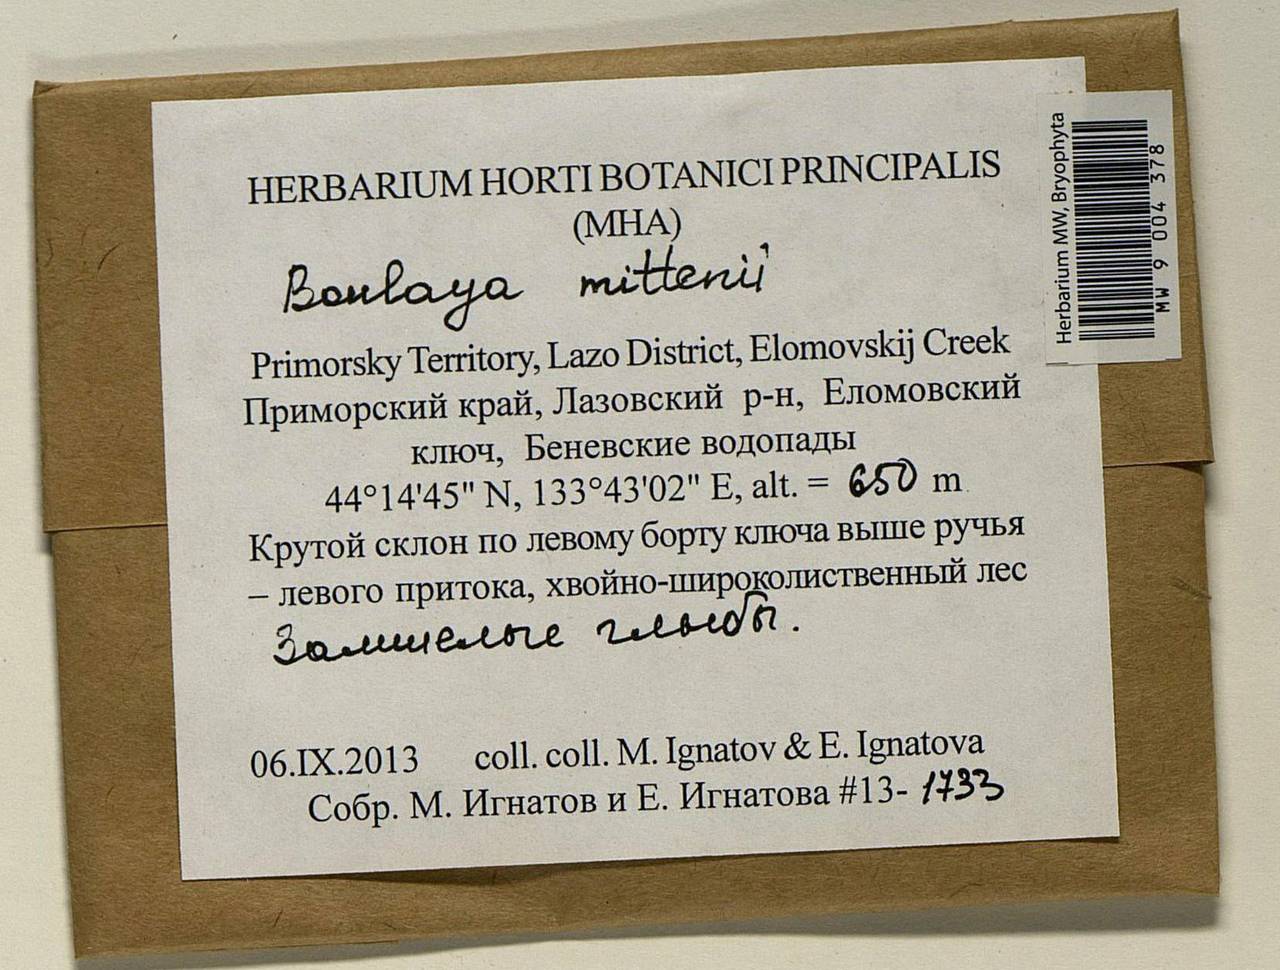 HERBARIUM HORTI BOTANICI PRINCIPALIS
(MHA)
Boulaya mittenii
Primorsky Territory, Lazo District, Elomovskij Creek
Приморский край, Лазовский р-н, Еломовский
ключ, Беневские водопады
44°14'45" N, 133°43'02" E, alt. = 650 m
Крутой склон по левому борту ключа выше ручья
– левого притока, хвойно-широколиственный лес
Замшелые глыбы.
06.IX.2013 coll. coll. M. Ignatov & E. Ignatova
Собр. М. Игнатов и Е. Игнатова #13- 1733
Herbarium MW, Bryophyta
MW 9 004 378